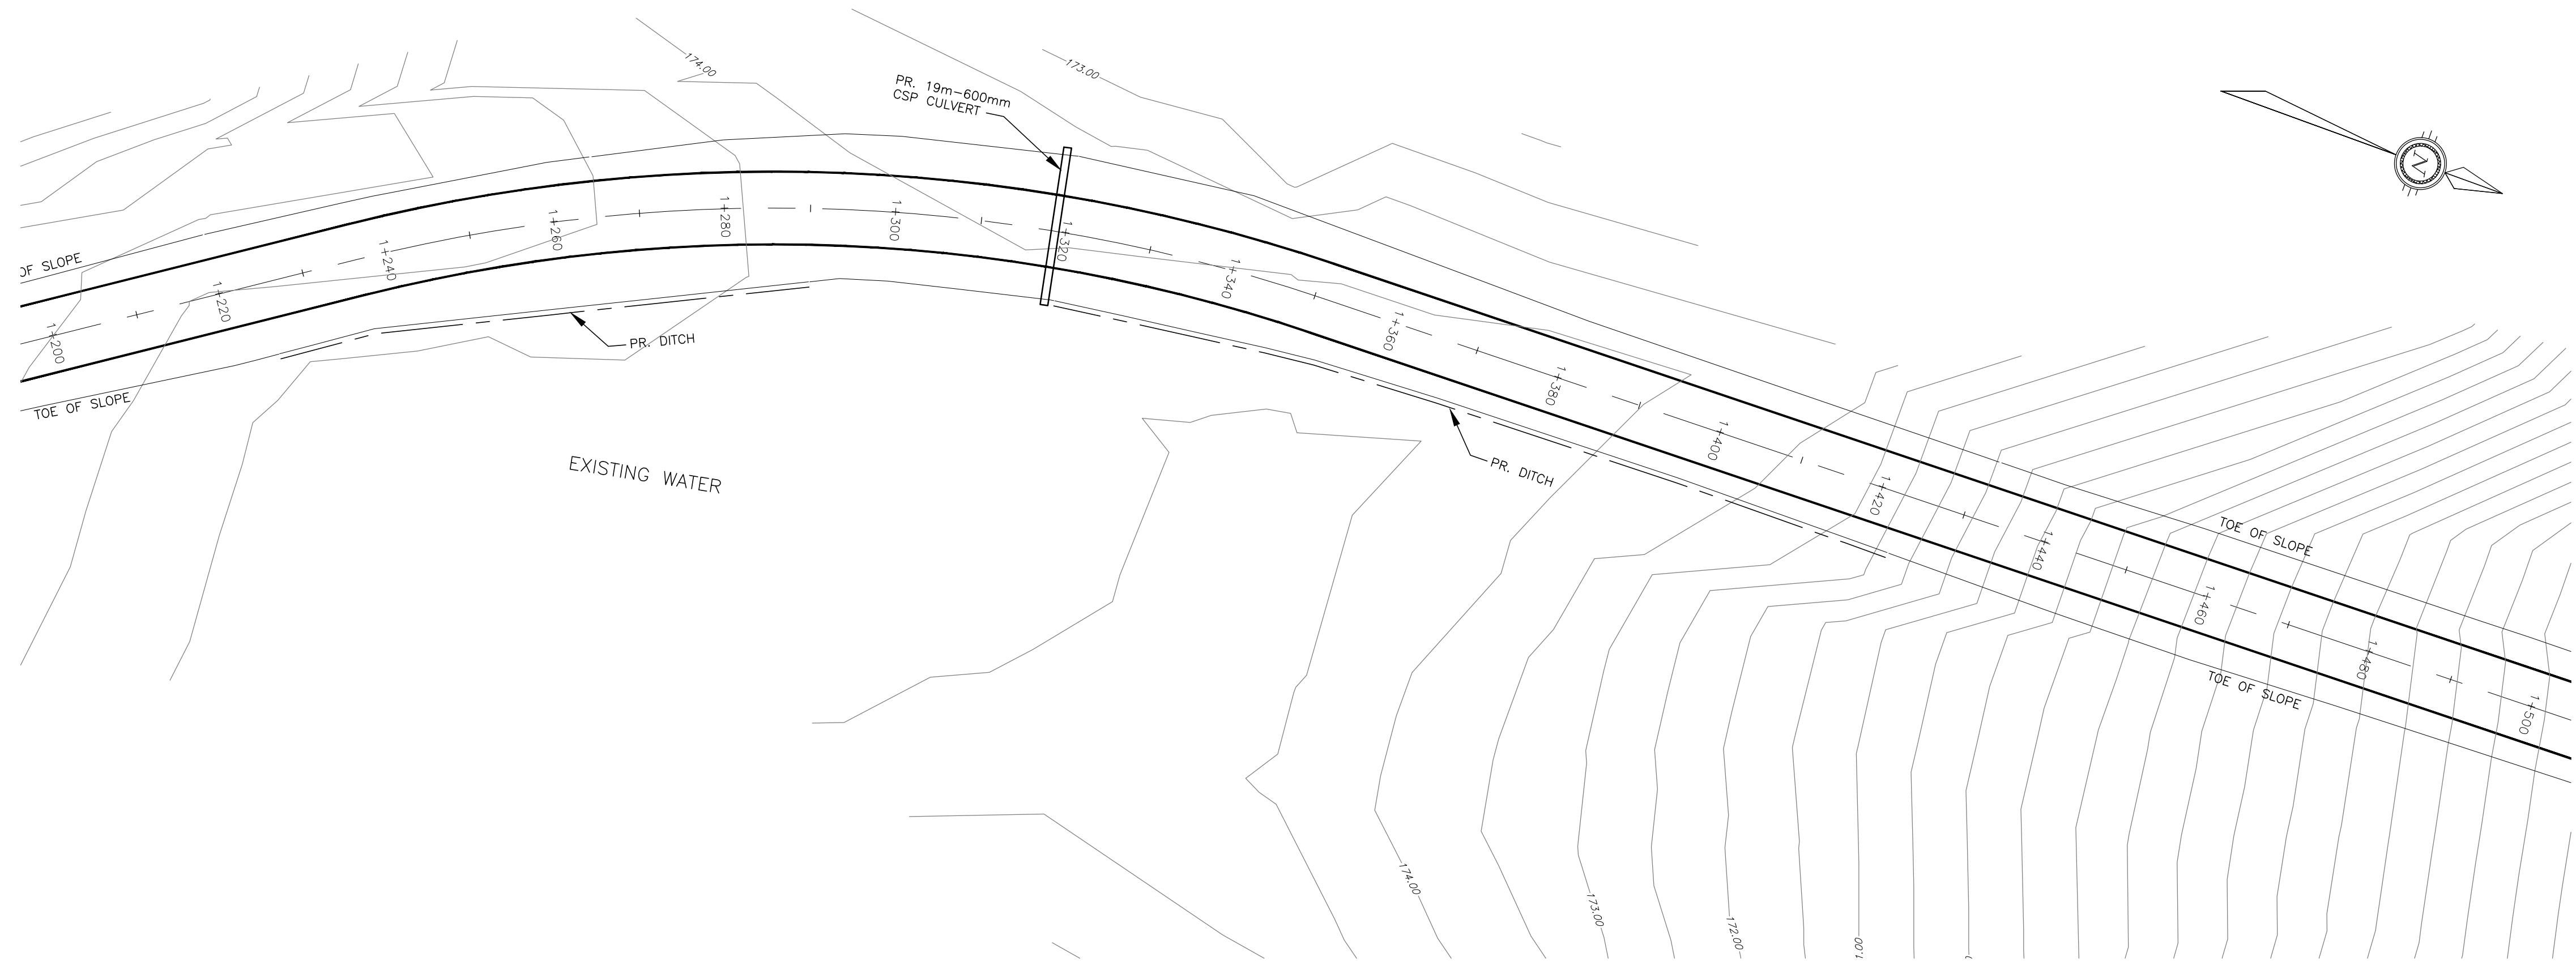 174.00
173.00
PR. 19m-600mm
CSP CULVERT
N
OF SLOPE
1+200
1+220
1+240
1+260
1+280
1+300
1+320
1+340
1+360
1+380
1+400
1+420
1+440
1+460
1+480
1+500
PR. DITCH
TOE OF SLOPE
EXISTING WATER
PR. DITCH
TOE OF SLOPE
TOE OF SLOPE
174.00
173.00
172.00